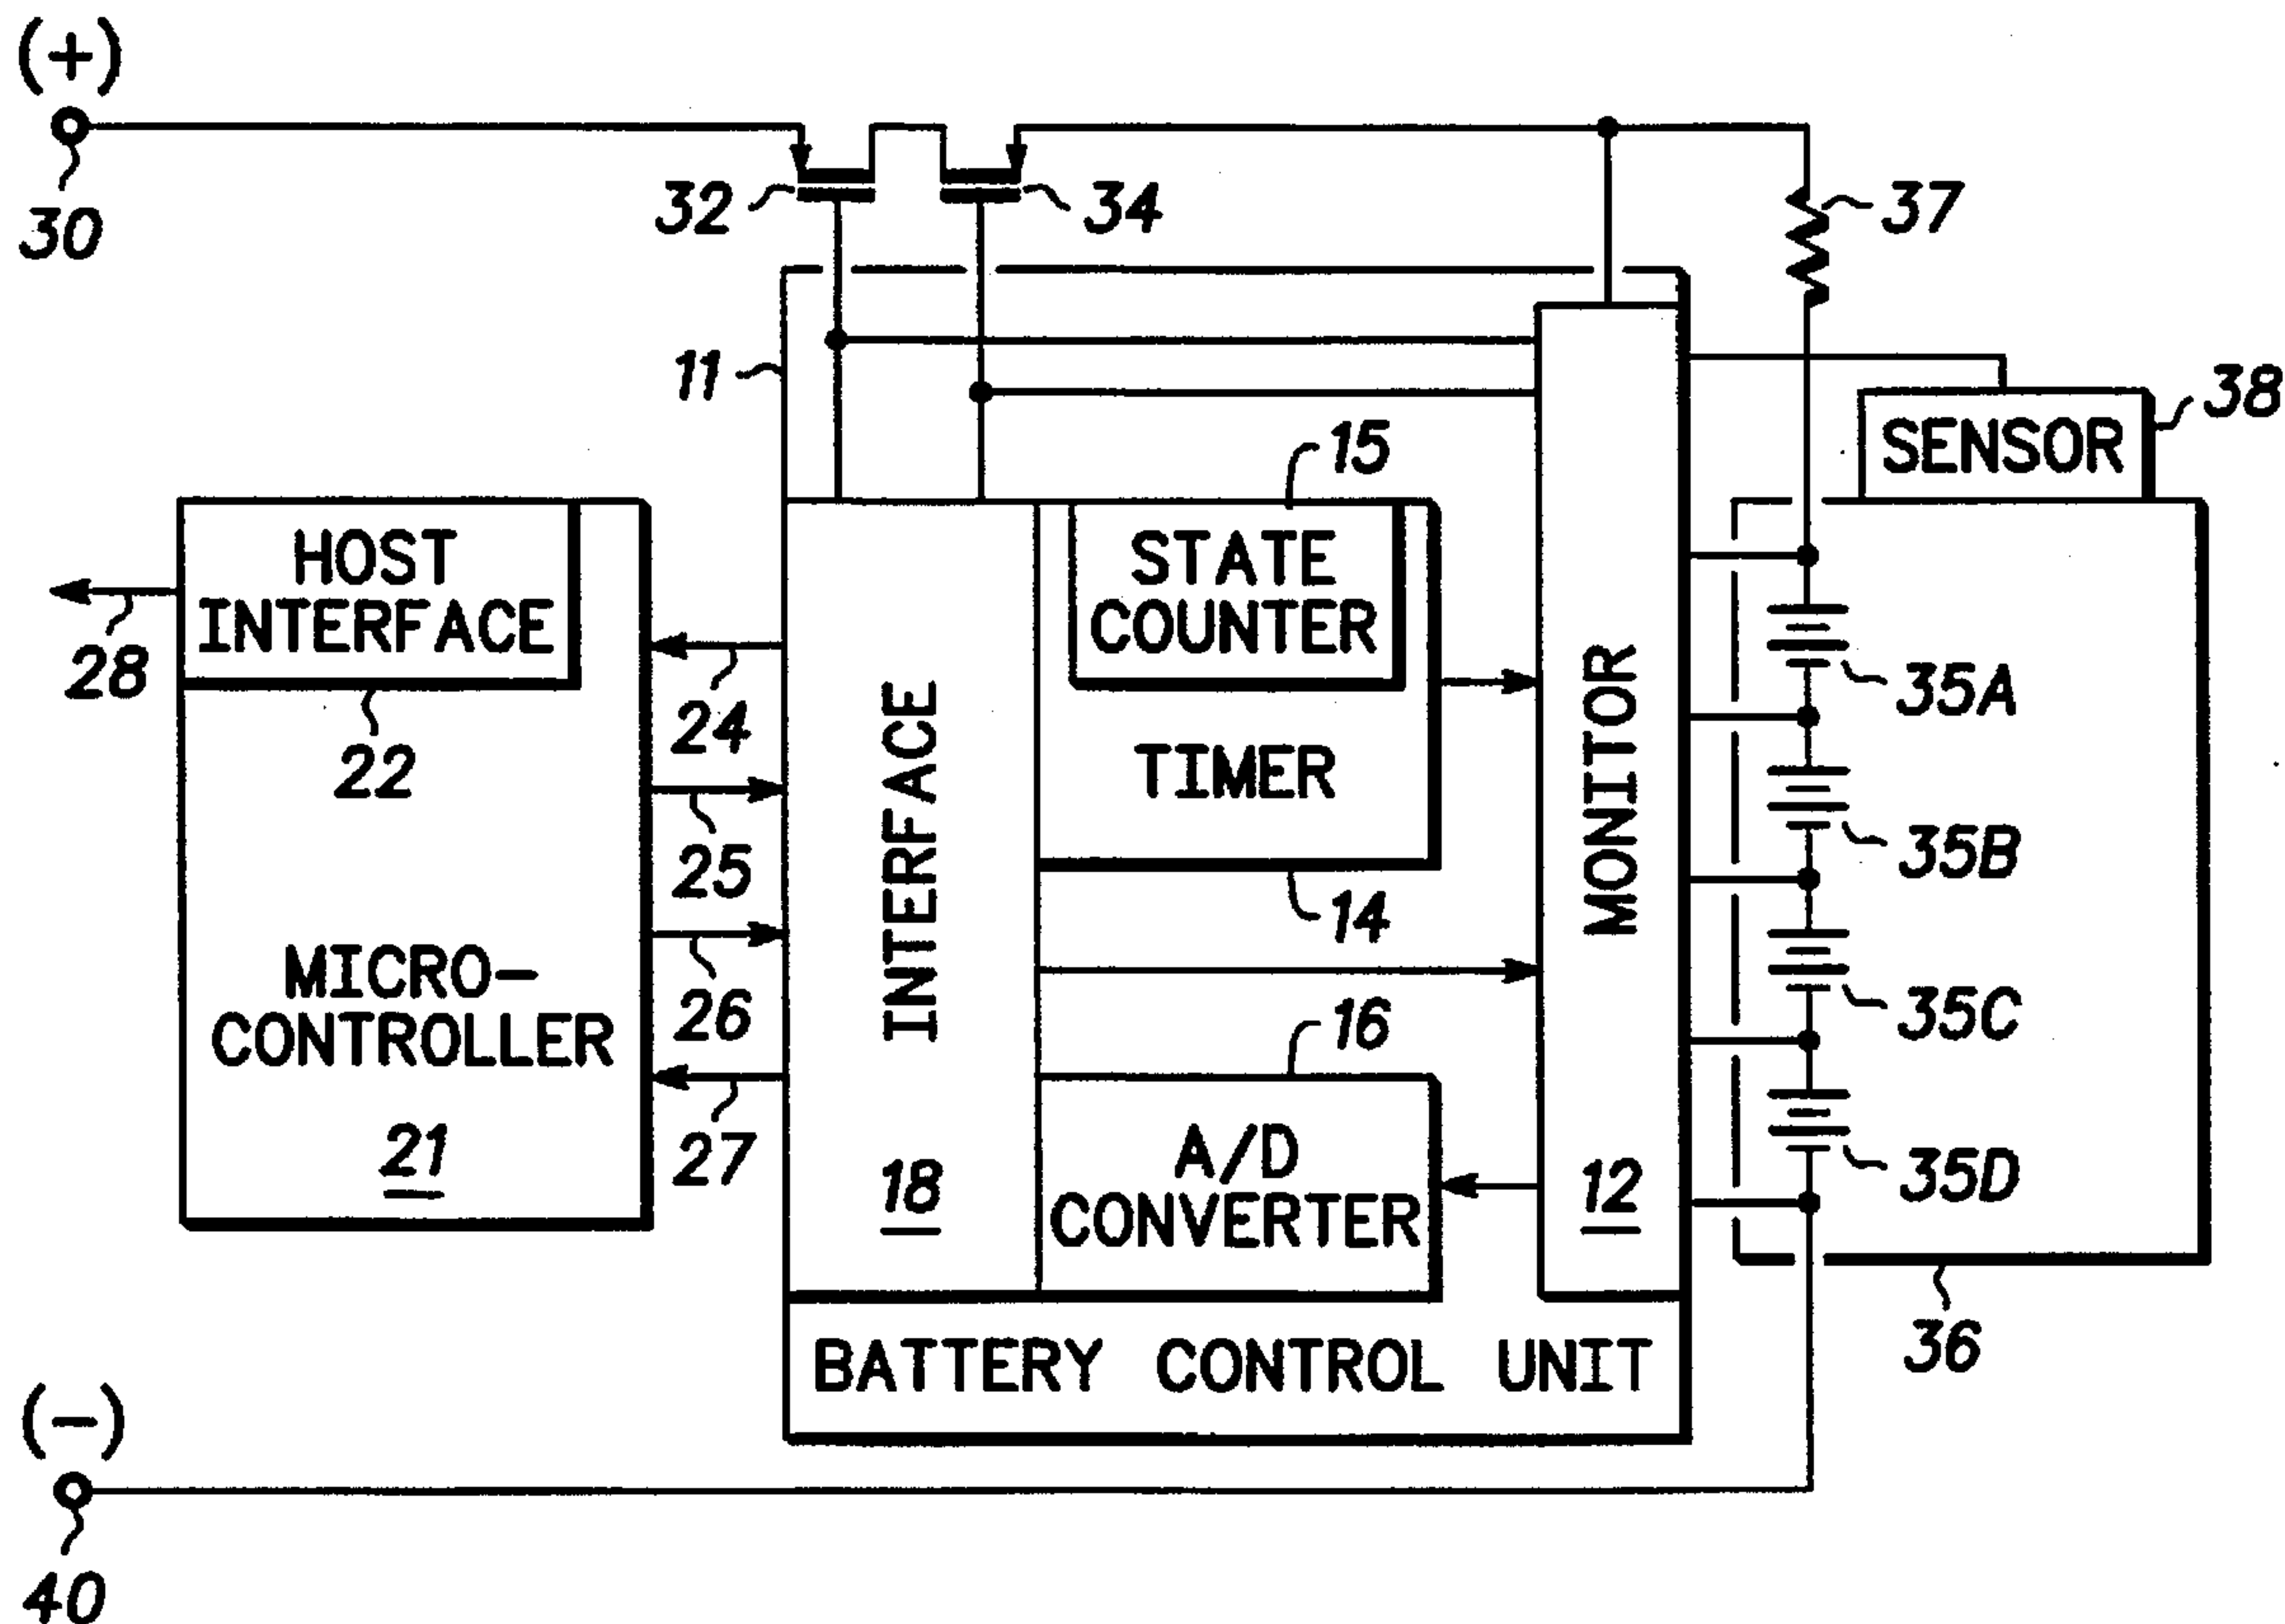 (+)
30
32
34
37
11
38
SENSOR
15
HOST
INTERFACE
STATE
COUNTER
28
24
22
35A
TIMER
MONITOR
INTERFACE
25
35B
14
MICRO-
CONTROLLER
26
16
35C
21
27
18
A/D
CONVERTER
12
35D
36
BATTERY CONTROL UNIT
(-)
40